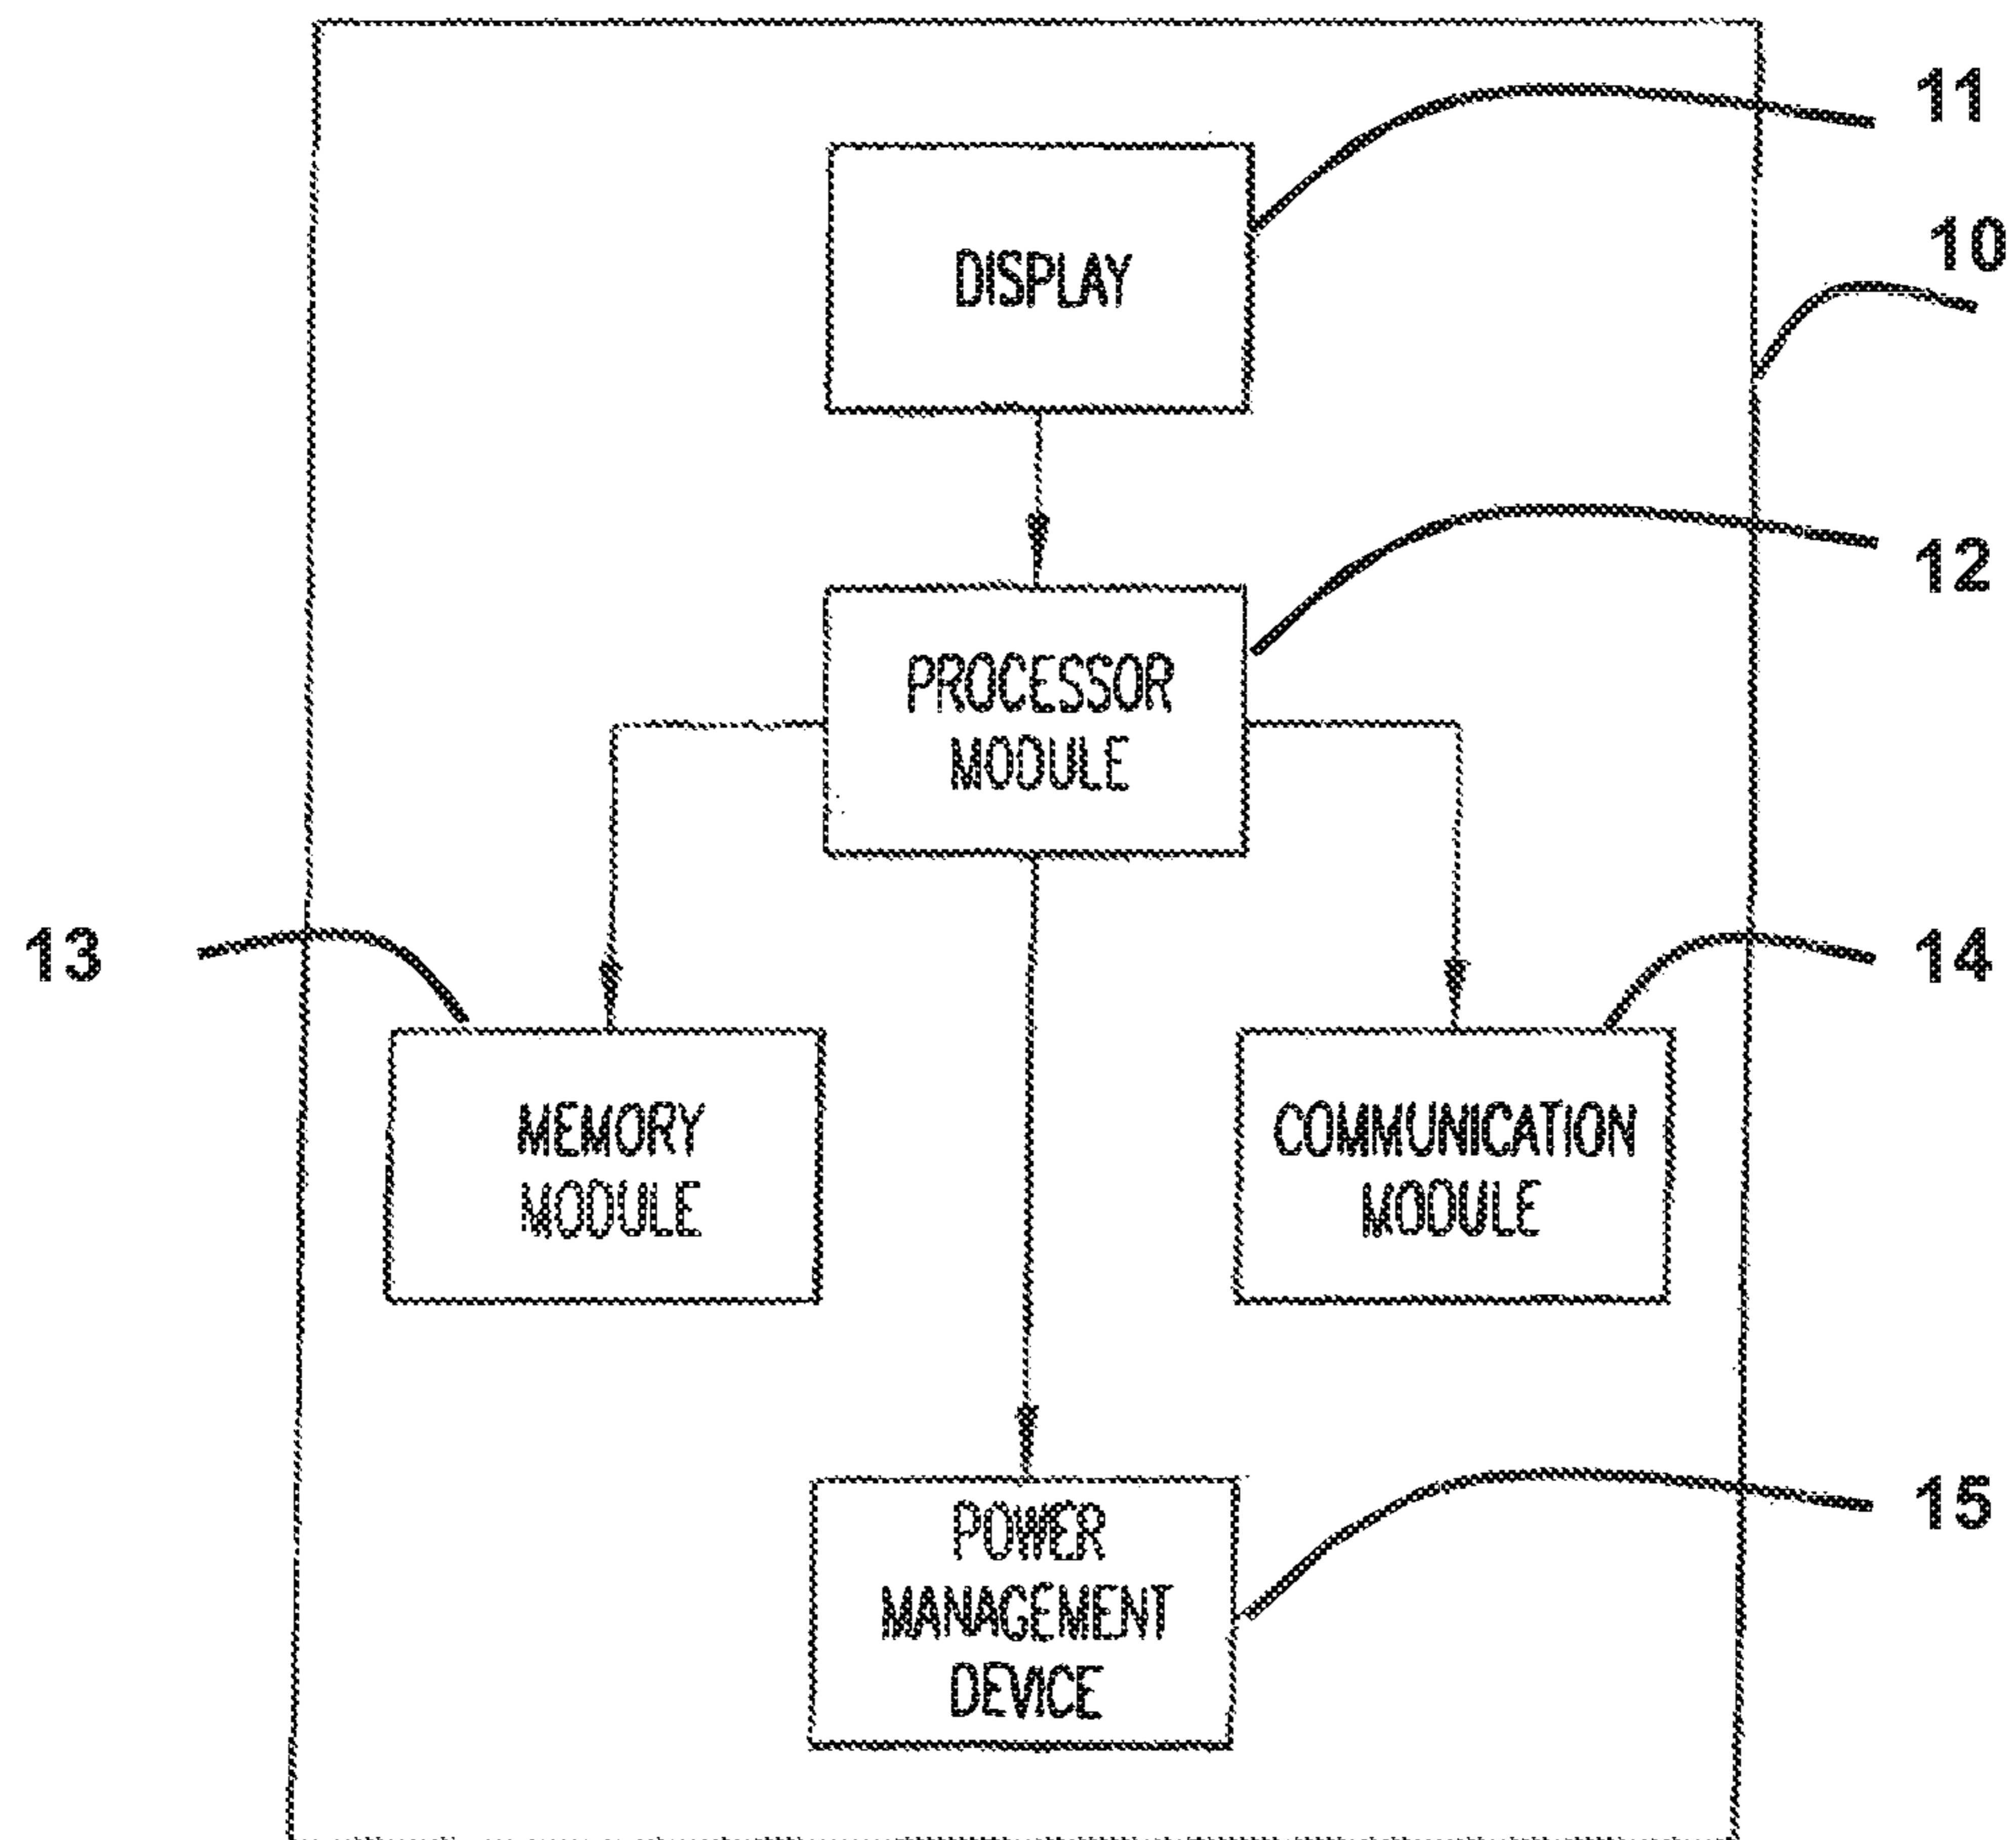 11
DISPLAY
10
12
PROCESSOR
MODULE
13
14
MEMORY
MODULE
COMMUNICATION
MODULE
15
POWER
MANAGEMENT
DEVICE